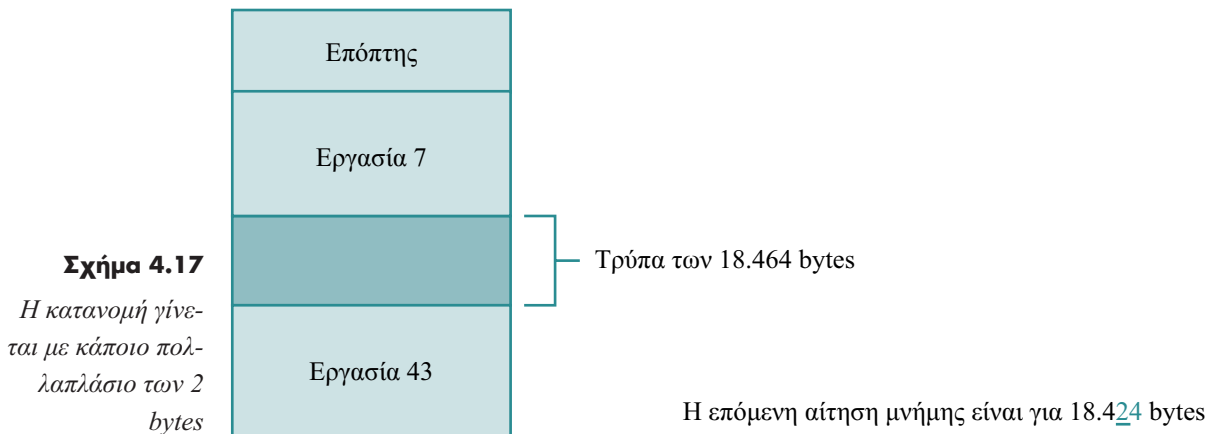 Επόπτης
Εργασία 7
Τρύπα των 18.464 bytes
Σχήμα 4.17
Η κατανομή γίνε-
ται με κάποιο πολ-
λαπλάσιο των 2
bytes
Εργασία 43
Η επόμενη αίτηση μνήμης είναι για 18.424 bytes